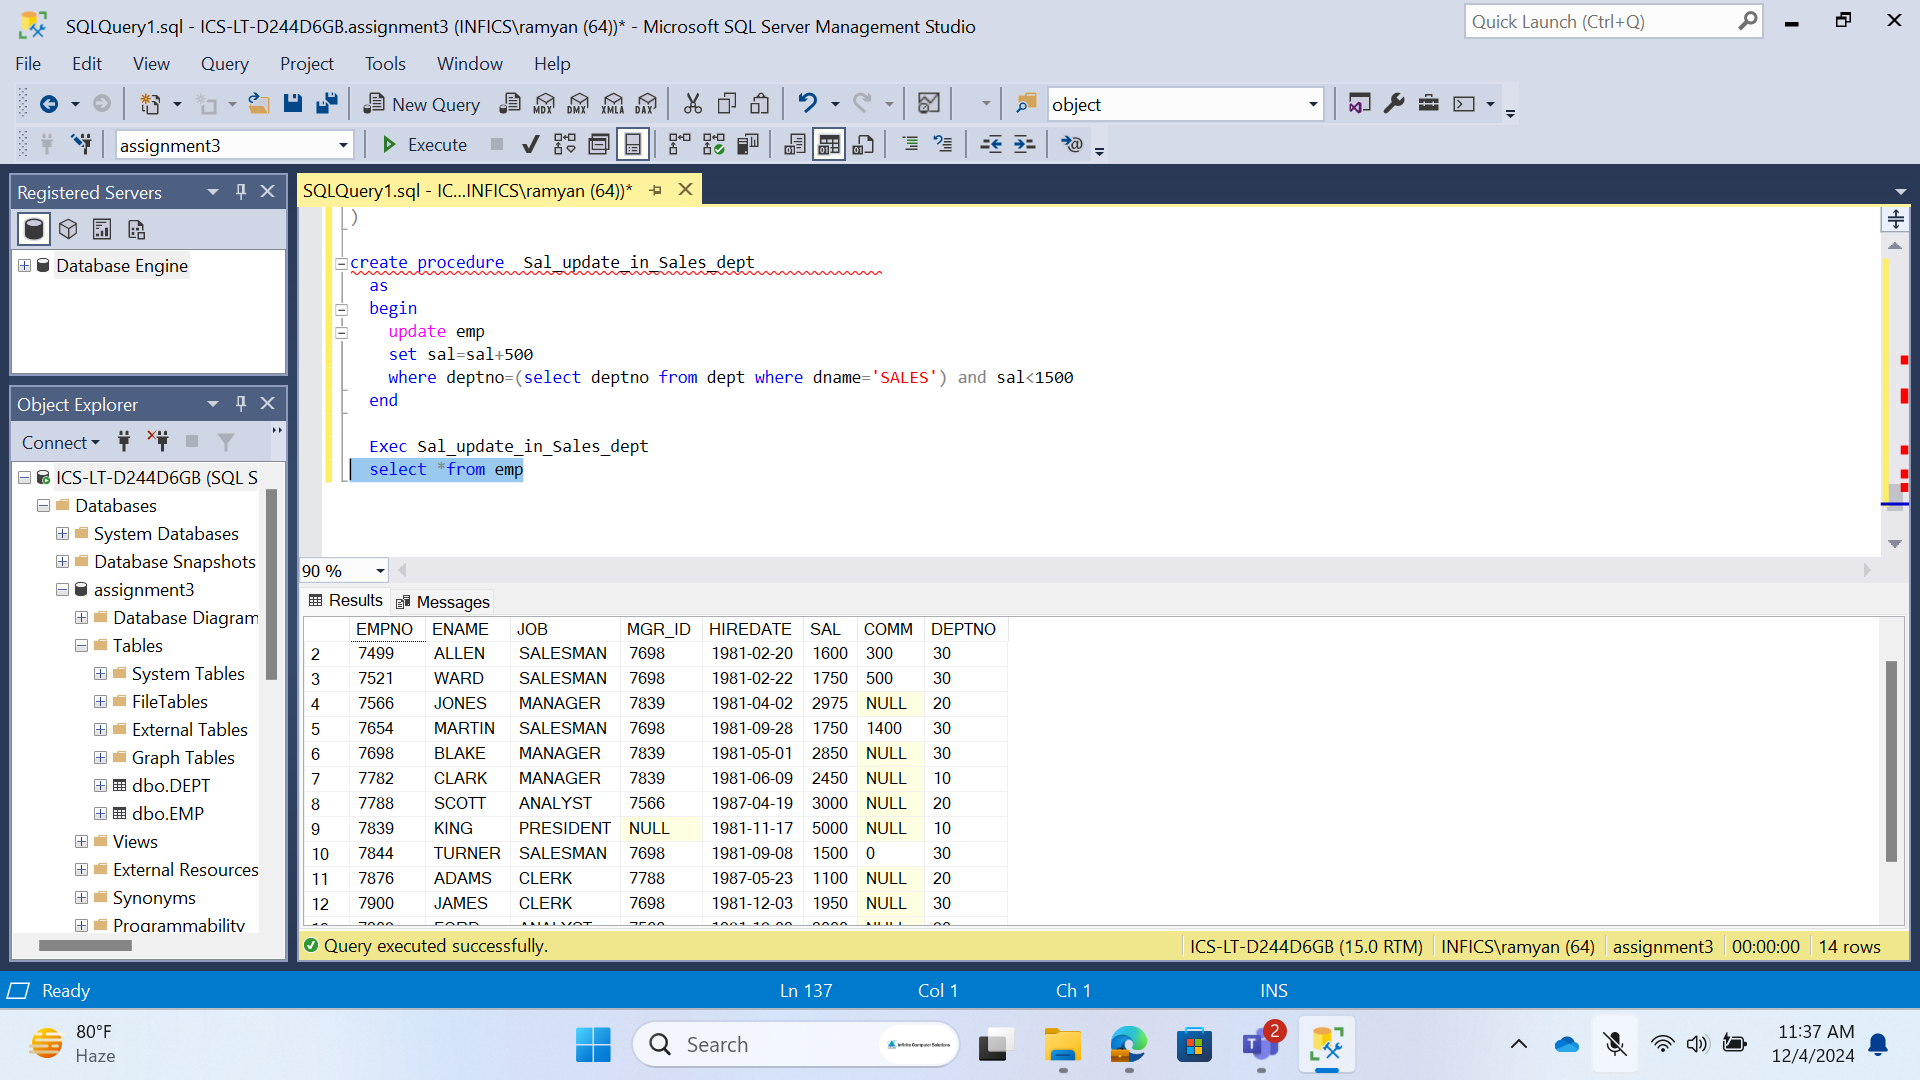 SQLQuery1.sql - ICS-LT-D244D6GB.assignment3 (INFICS\ramyan (64))* - Microsoft SQL Server Management Studio
Quick Launch (Ctrl+Q)
File Edit View Query Project Tools Window Help
New Query
MDX DMX XMLA DAX
object
assignment3
Execute
Registered Servers
Database Engine
Object Explorer
Connect
ICS-LT-D244D6GB (SQL S
Databases
System Databases
Database Snapshots
assignment3
Database Diagram
Tables
System Tables
FileTables
External Tables
Graph Tables
dbo.DEPT
dbo.EMP
Views
External Resources
Synonyms
Programmability
SQLQuery1.sql - IC...INFICS\ramyan (64))*
)
create procedure  Sal_update_in_Sales_dept
as
begin
update emp
set sal=sal+500
where deptno=(select deptno from dept where dname='SALES') and sal<1500
end
Exec Sal_update_in_Sales_dept
select *from emp
90 %
Results Messages
EMPNO ENAME JOB MGR_ID HIREDATE SAL COMM DEPTNO
2 7499 ALLEN SALESMAN 7698 1981-02-20 1600 300 30
3 7521 WARD SALESMAN 7698 1981-02-22 1750 500 30
4 7566 JONES MANAGER 7839 1981-04-02 2975 NULL 20
5 7654 MARTIN SALESMAN 7698 1981-09-28 1750 1400 30
6 7698 BLAKE MANAGER 7839 1981-05-01 2850 NULL 30
7 7782 CLARK MANAGER 7839 1981-06-09 2450 NULL 10
8 7788 SCOTT ANALYST 7566 1987-04-19 3000 NULL 20
9 7839 KING PRESIDENT NULL 1981-11-17 5000 NULL 10
10 7844 TURNER SALESMAN 7698 1981-09-08 1500 0 30
11 7876 ADAMS CLERK 7788 1987-05-23 1100 NULL 20
12 7900 JAMES CLERK 7698 1981-12-03 1950 NULL 30
Query executed successfully.
ICS-LT-D244D6GB (15.0 RTM) INFICS\ramyan (64) assignment3 00:00:00 14 rows
Ready
Ln 137 Col 1 Ch 1 INS
80°F
Haze
Search
Infinite Computer Solutions
2
11:37 AM
12/4/2024